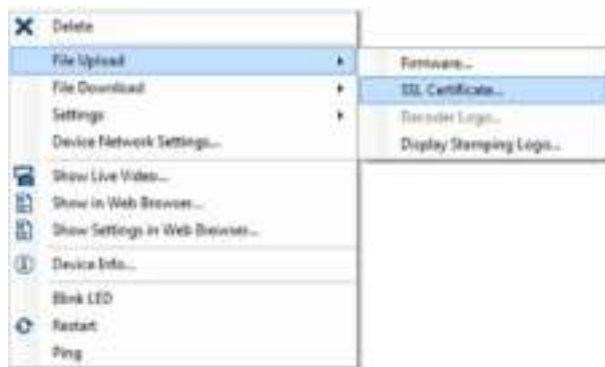 Delete
File Upload
File Download
Settings
Device Network Settings...
Show Live Video...
Show in Web Browser...
Show Settings in Web Browser...
Device Info...
Blink LED
Restart
Ping
Firmware...
SSL Certificate...
Decoder Logo...
Display Stamping Logo...